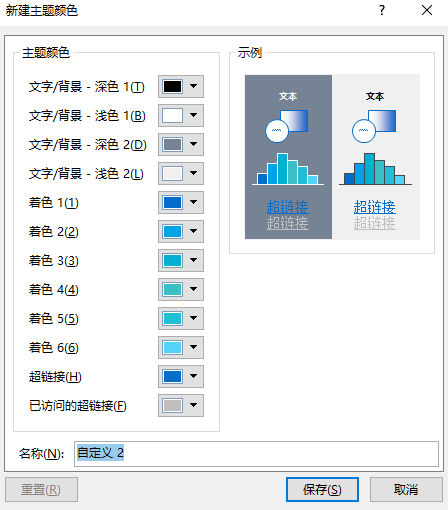 新建主题颜色
?
主题颜色
文字/背景 - 深色 1(T)
文字/背景 - 浅色 1(B)
文字/背景 - 深色 2(D)
文字/背景 - 浅色 2(L)
着色 1(1)
着色 2(2)
着色 3(3)
着色 4(4)
着色 5(5)
着色 6(6)
超链接(H)
已访问的超链接(F)
示例
文本 文本
超链接 超链接
超链接 超链接
名称(N): 自定义 2
重置(R) 保存(S) 取消